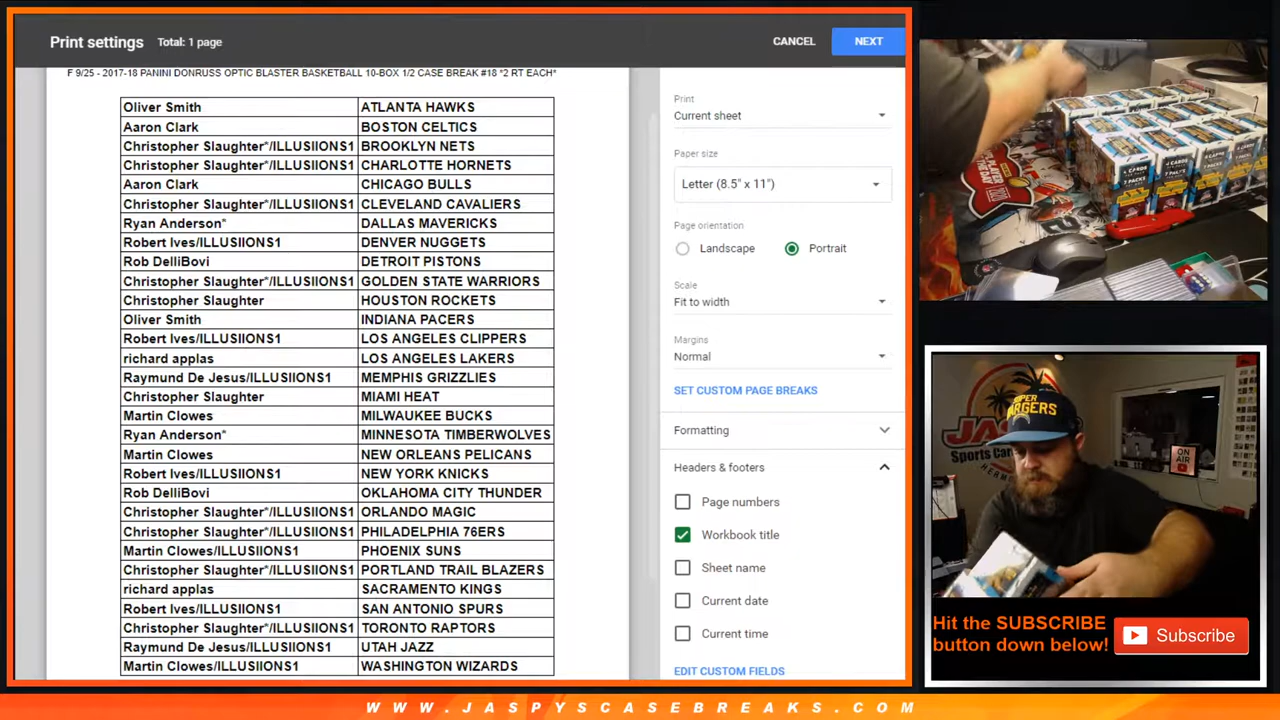 Print settings Total: 1 page CANCEL NEXT
F 9/25 - 2017-18 PANINI DONRUSS OPTIC BLASTER BASKETBALL 10-BOX 1/2 CASE BREAK #18 *2 RT EACH*
Oliver Smith ATLANTA HAWKS
Aaron Clark BOSTON CELTICS
Christopher Slaughter*/ILLUSIIONS1 BROOKLYN NETS
Christopher Slaughter*/ILLUSIIONS1 CHARLOTTE HORNETS
Aaron Clark CHICAGO BULLS
Christopher Slaughter*/ILLUSIIONS1 CLEVELAND CAVALIERS
Ryan Anderson* DALLAS MAVERICKS
Robert Ives/ILLUSIIONS1 DENVER NUGGETS
Rob DelliBovi DETROIT PISTONS
Christopher Slaughter*/ILLUSIIONS1 GOLDEN STATE WARRIORS
Christopher Slaughter HOUSTON ROCKETS
Oliver Smith INDIANA PACERS
Robert Ives/ILLUSIIONS1 LOS ANGELES CLIPPERS
richard applas LOS ANGELES LAKERS
Raymund De Jesus/ILLUSIIONS1 MEMPHIS GRIZZLIES
Christopher Slaughter MIAMI HEAT
Martin Clowes MILWAUKEE BUCKS
Ryan Anderson* MINNESOTA TIMBERWOLVES
Martin Clowes NEW ORLEANS PELICANS
Robert Ives/ILLUSIIONS1 NEW YORK KNICKS
Rob DelliBovi OKLAHOMA CITY THUNDER
Christopher Slaughter*/ILLUSIIONS1 ORLANDO MAGIC
Christopher Slaughter*/ILLUSIIONS1 PHILADELPHIA 76ERS
Martin Clowes/ILLUSIIONS1 PHOENIX SUNS
Christopher Slaughter*/ILLUSIIONS1 PORTLAND TRAIL BLAZERS
richard applas SACRAMENTO KINGS
Robert Ives/ILLUSIIONS1 SAN ANTONIO SPURS
Christopher Slaughter*/ILLUSIIONS1 TORONTO RAPTORS
Raymund De Jesus/ILLUSIIONS1 UTAH JAZZ
Martin Clowes/ILLUSIIONS1 WASHINGTON WIZARDS
Print
Current sheet
Paper size
Letter (8.5" x 11")
Page orientation
Landscape Portrait
Scale
Fit to width
Margins
Normal
SET CUSTOM PAGE BREAKS
Formatting
Headers & footers
Page numbers
Workbook title
Sheet name
Current date
Current time
EDIT CUSTOM FIELDS
7 PACKS
SUPER
CHARGERS
ON
AIR
Sports Ca
HERM
Hit the SUBSCRIBE
button down below!
Subscribe
WWW.JASPYSCASEBREAKS.COM